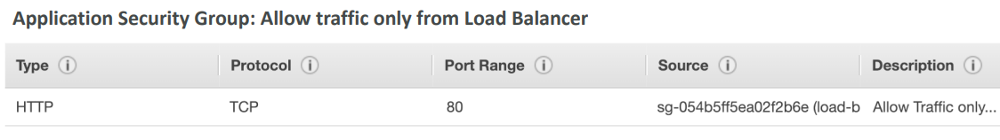 Application Security Group: Allow traffic only from Load Balancer
Type Protocol Port Range Source Description
HTTP TCP 80 sg-054b5ff5ea02f2b6e (load-b Allow Traffic only...